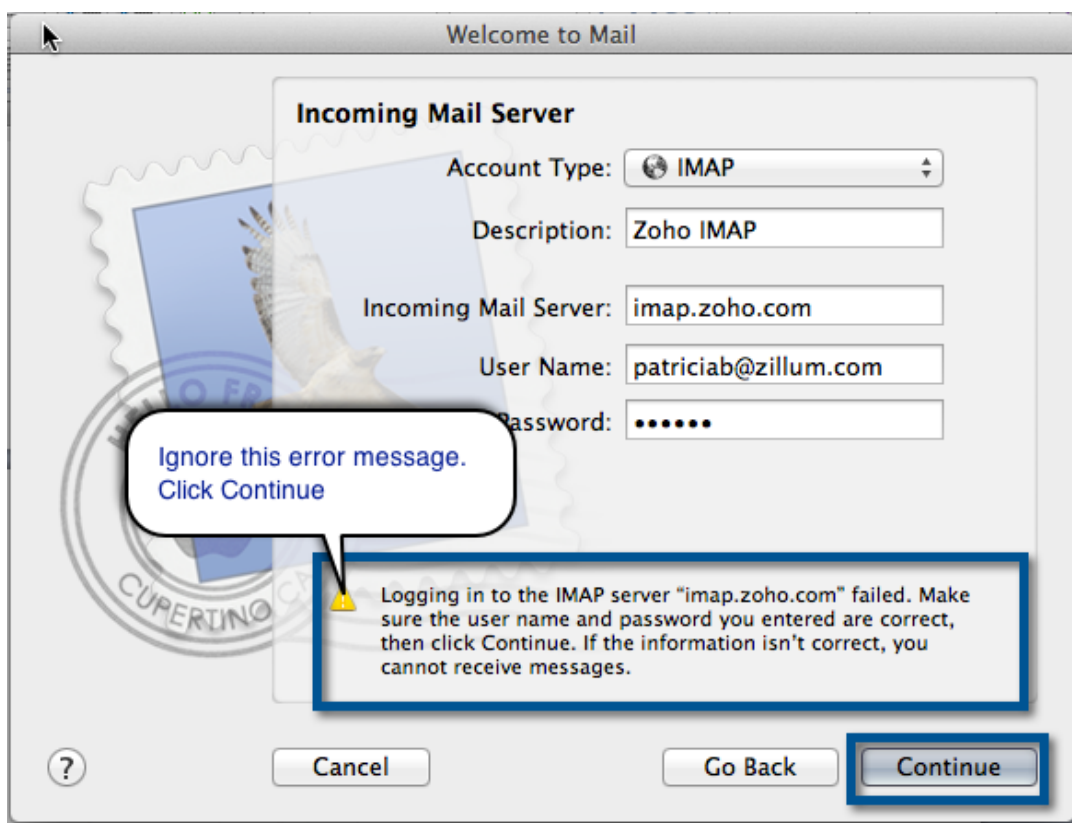 Welcome to Mail
Incoming Mail Server
Account Type: IMAP
Description: Zoho IMAP
Incoming Mail Server: imap.zoho.com
User Name: patriciab@zillum.com
Password: ••••••
Ignore this error message.
Click Continue
Logging in to the IMAP server “imap.zoho.com” failed. Make
sure the user name and password you entered are correct,
then click Continue. If the information isn't correct, you
cannot receive messages.
HELLO FR
CUPERTINO CA
? Cancel Go Back Continue